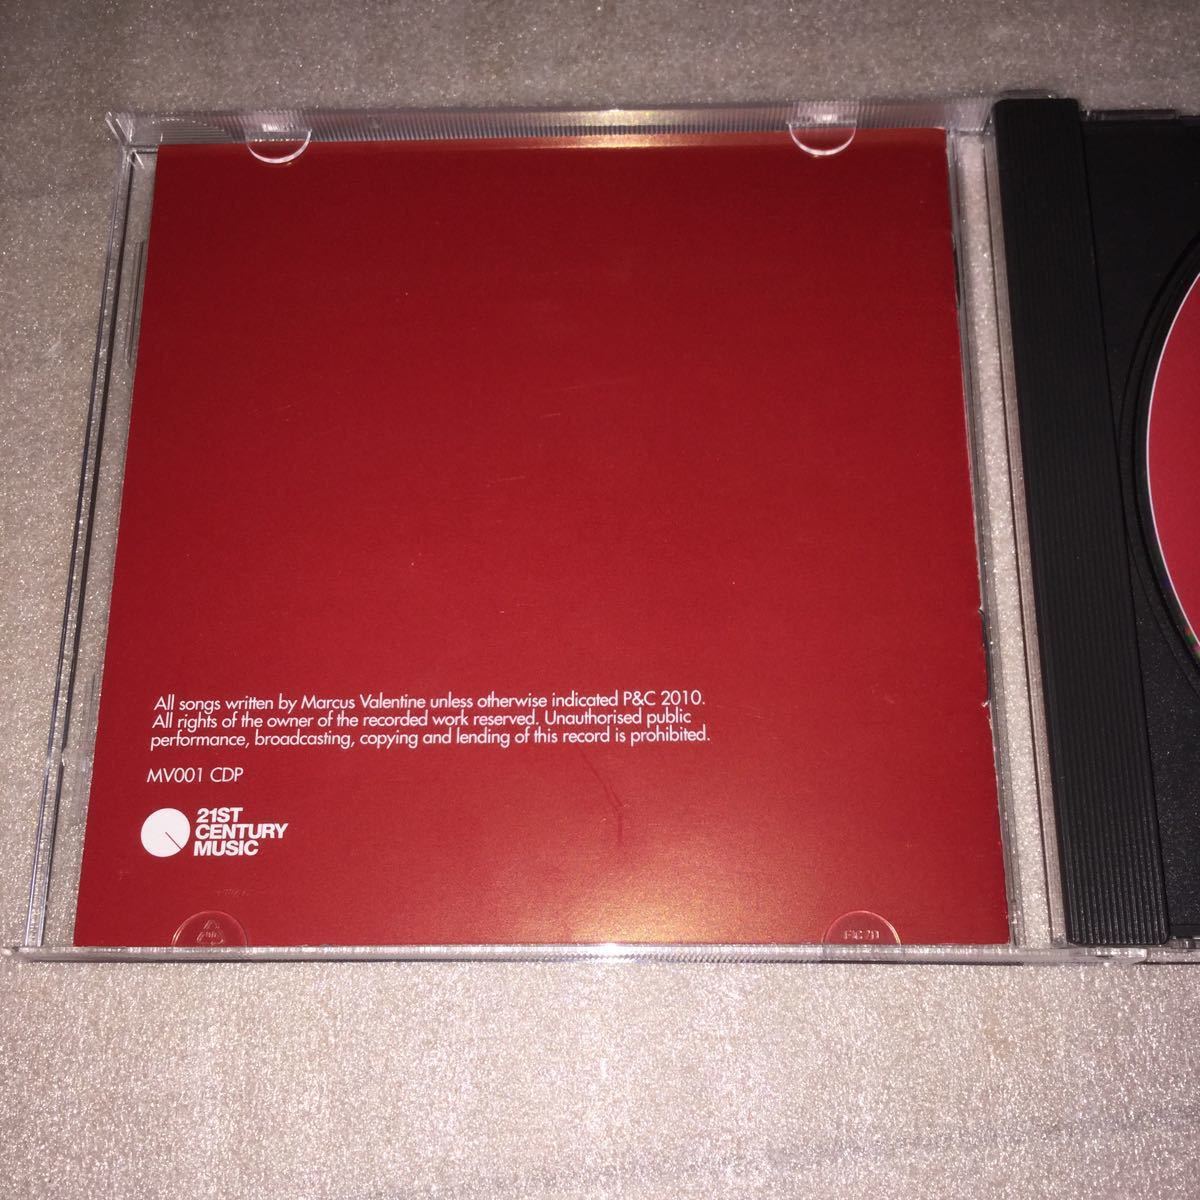 All songs written by Marcus Valentine unless otherwise indicated P&C 2010.
All rights of the owner of the recorded work reserved. Unauthorised public
performance, broadcasting, copying and lending of this record is prohibited.
MV001 CDP
21ST
CENTURY
MUSIC